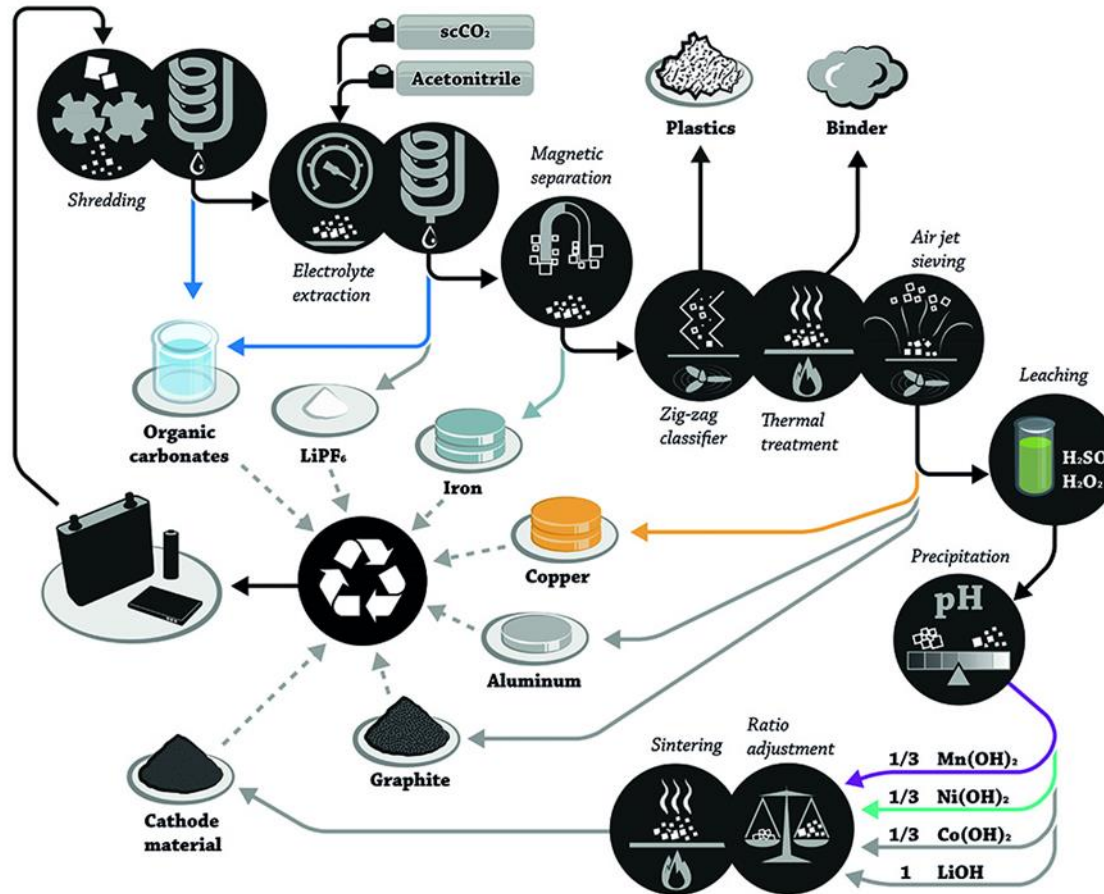 scCO₂
Acetonitrile
Shredding
Electrolyte
extraction
Magnetic
separation
Plastics
Binder
Air jet
sieving
Zig-zag
classifier
Thermal
treatment
Leaching
H₂SO
H₂O₂
Organic
carbonates
LiPF₆
Iron
Copper
Aluminum
Graphite
Cathode
material
Precipitation
pH
Sintering
Ratio
adjustment
1/3 Mn(OH)₂
1/3 Ni(OH)₂
1/3 Co(OH)₂
1 LiOH